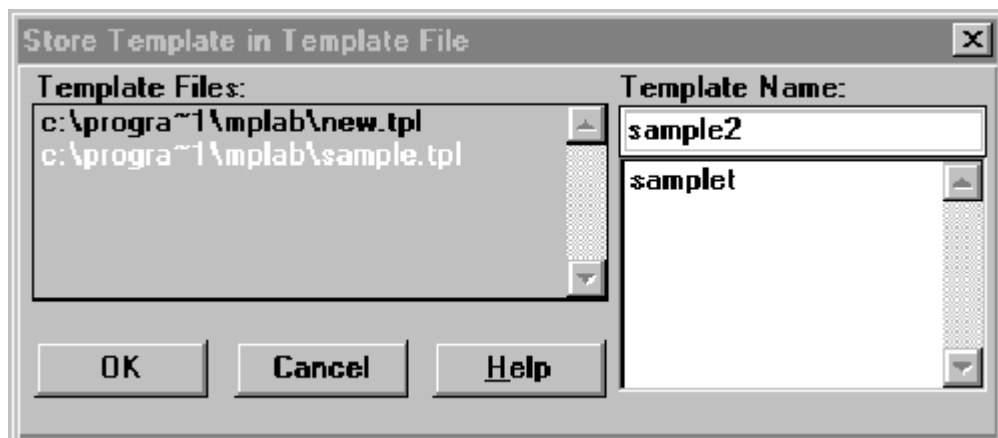 Store Template in Template File
Template Files:
c:\progra~1\mplab\new.tpl
c:\progra~1\mplab\sample.tpl
Template Name:
sample2
samplet
OK
Cancel
Help